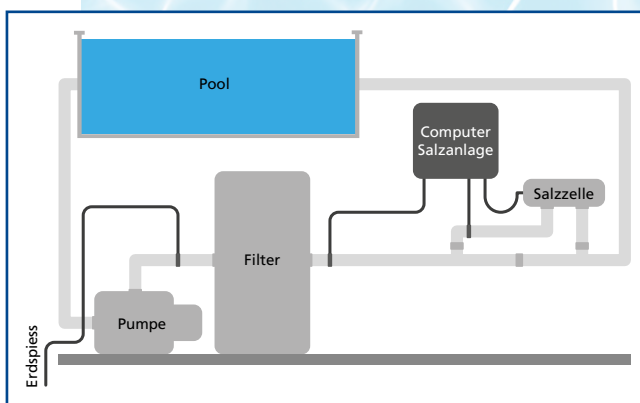 Pool
Computer
Salzanlage
Salzzelle
Filter
Pumpe
Erdspiess